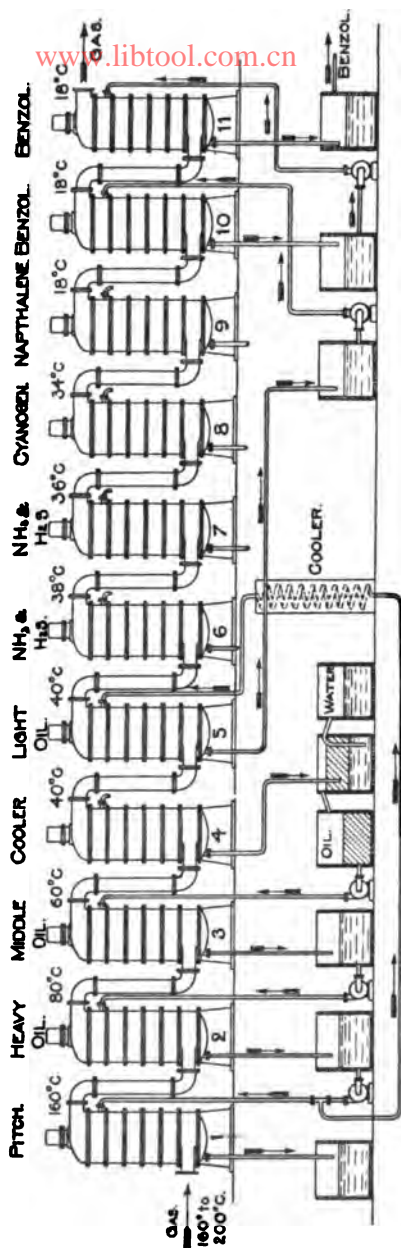 www.libtool.com.cn
PITCH. HEAVY OIL. MIDDLE OIL. COOLER LIGHT OIL. NH3 & H2S. NH3 & H2S CYANOGEN NAPTHALENE BENZOL. BENZOL.
160°C 80°C 60°C 40°C 40°C 38°C 36°C 34°C 18°C 18°C 18°C
GAS.
1 2 3 4 5 6 7 8 9 10 11
GAS.
160° to
200°C.
COOLER.
OIL. WATER
BENZOL.